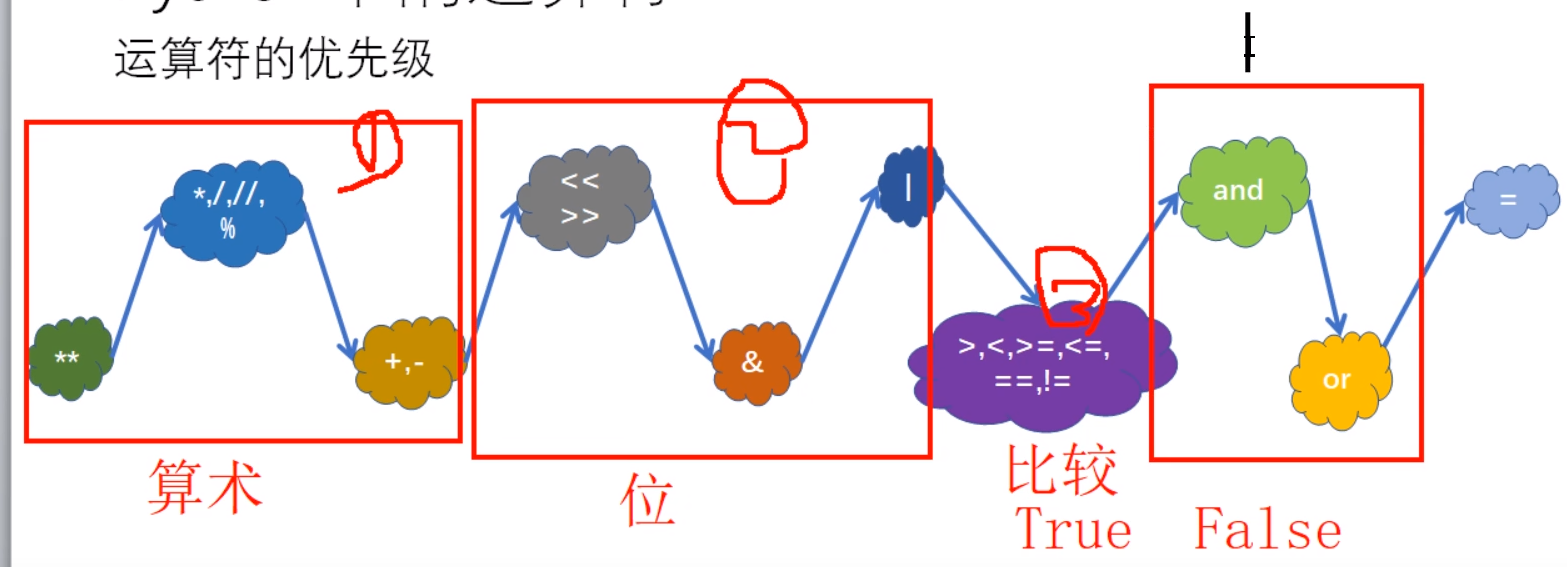 运算符的优先级
*,/,//,
%
<<
>>
|
and
=
**
+,-
&
>,<,>=,<=,
==,!=
or
算术
位
比较
True
False